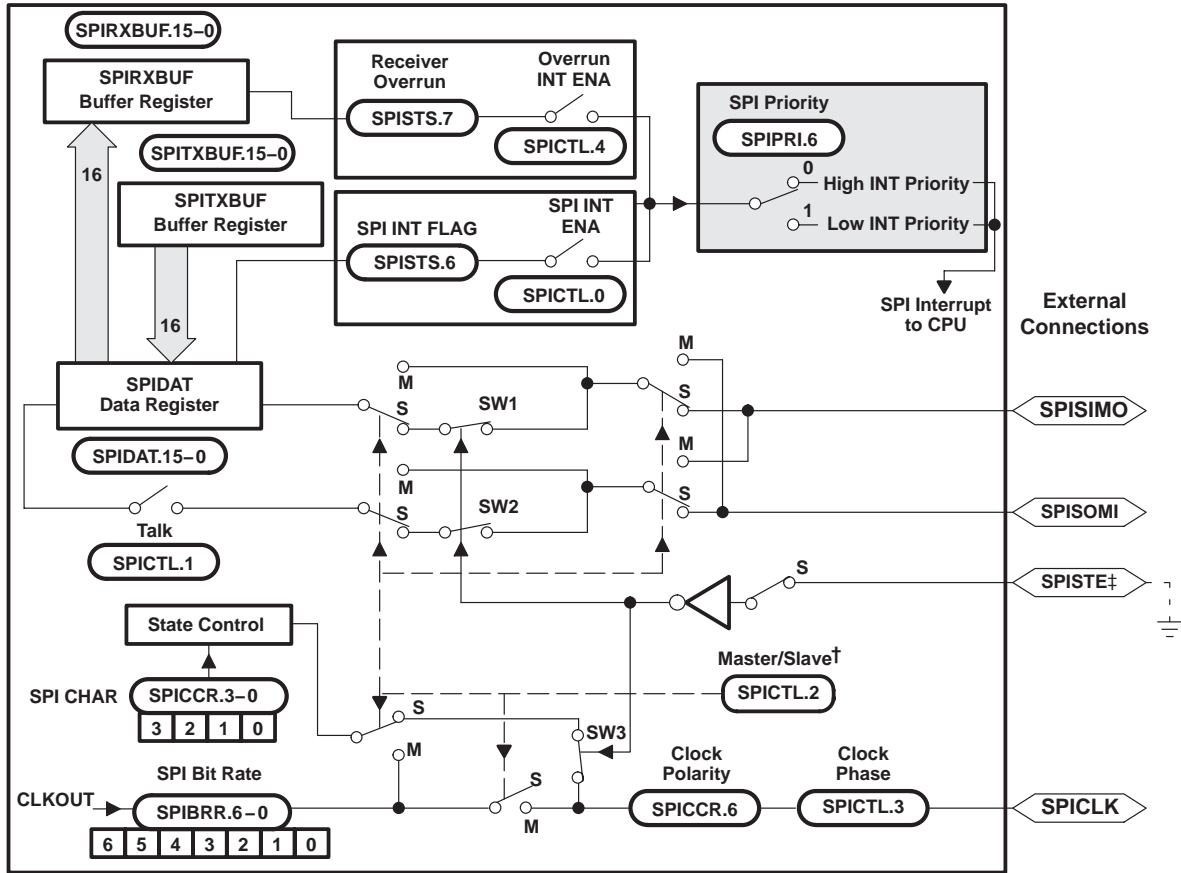 SPIRXBUF.15–0
SPIRXBUF
Buffer Register
16
SPITXBUF.15–0
SPITXBUF
Buffer Register
16
Receiver
Overrun
SPISTS.7
Overrun
INT ENA
SPICTL.4
SPI INT FLAG
SPISTS.6
SPI INT
ENA
SPICTL.0
SPI Priority
SPIPRI.6
0
High INT Priority
1
Low INT Priority
SPI Interrupt
to CPU
External
Connections
SPIDAT
Data Register
SPIDAT.15–0
M
S
SW1
M
S
SPISIMO
M
S
SW2
M
S
SPISOMI
Talk
SPICTL.1
S
SPISTE‡
State Control
Master/Slave†
SPICTL.2
SPI CHAR
SPICCR.3–0
3 2 1 0
S
M
SW3
SPI Bit Rate
CLKOUT
SPIBRR.6–0
6 5 4 3 2 1 0
S
M
Clock
Polarity
SPICCR.6
Clock
Phase
SPICTL.3
SPICLK